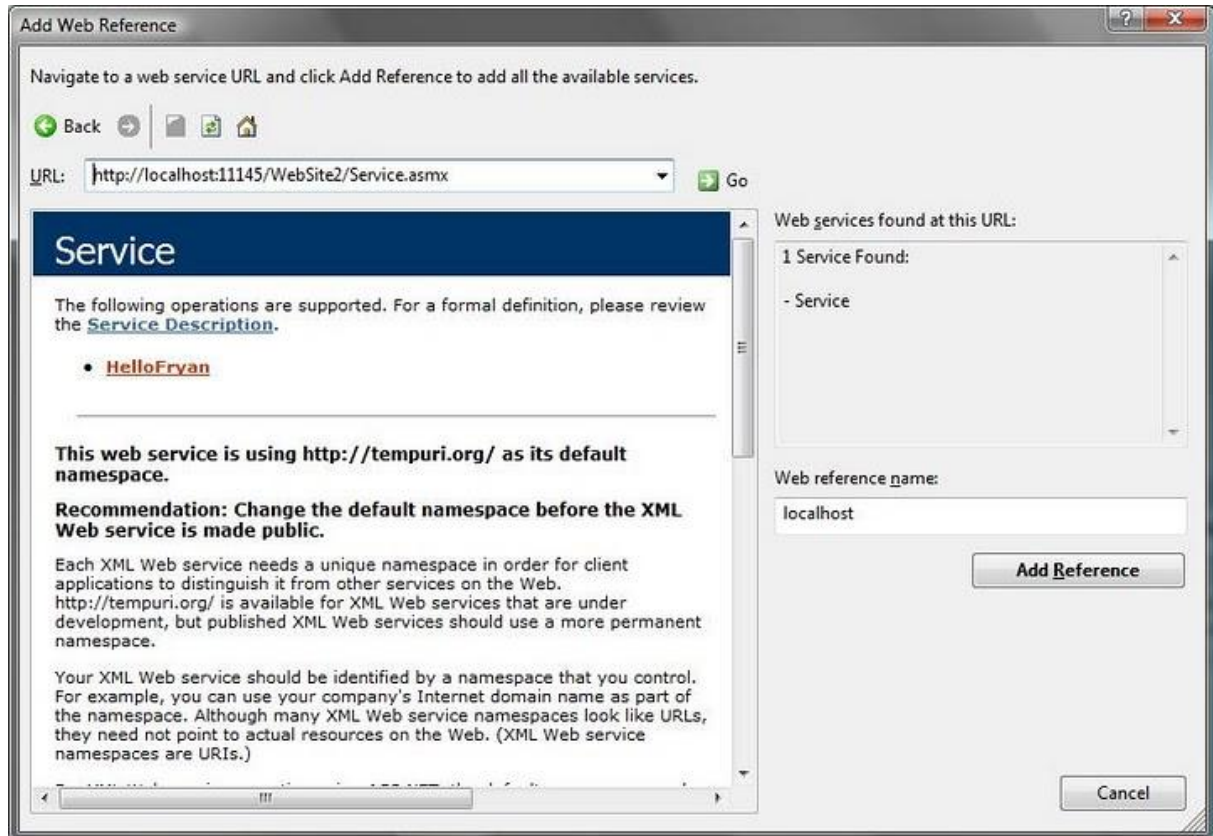 Add Web Reference
Navigate to a web service URL and click Add Reference to add all the available services.
Back
URL: http://localhost:11145/WebSite2/Service.asmx Go
Service
The following operations are supported. For a formal definition, please review
the Service Description.
• HelloFryan
This web service is using http://tempuri.org/ as its default
namespace.
Recommendation: Change the default namespace before the XML
Web service is made public.
Each XML Web service needs a unique namespace in order for client
applications to distinguish it from other services on the Web.
http://tempuri.org/ is available for XML Web services that are under
development, but published XML Web services should use a more permanent
namespace.
Your XML Web service should be identified by a namespace that you control.
For example, you can use your company's Internet domain name as part of
the namespace. Although many XML Web service namespaces look like URLs,
they need not point to actual resources on the Web. (XML Web service
namespaces are URIs.)
Web services found at this URL:
1 Service Found:
- Service
Web reference name:
localhost
Add Reference
Cancel